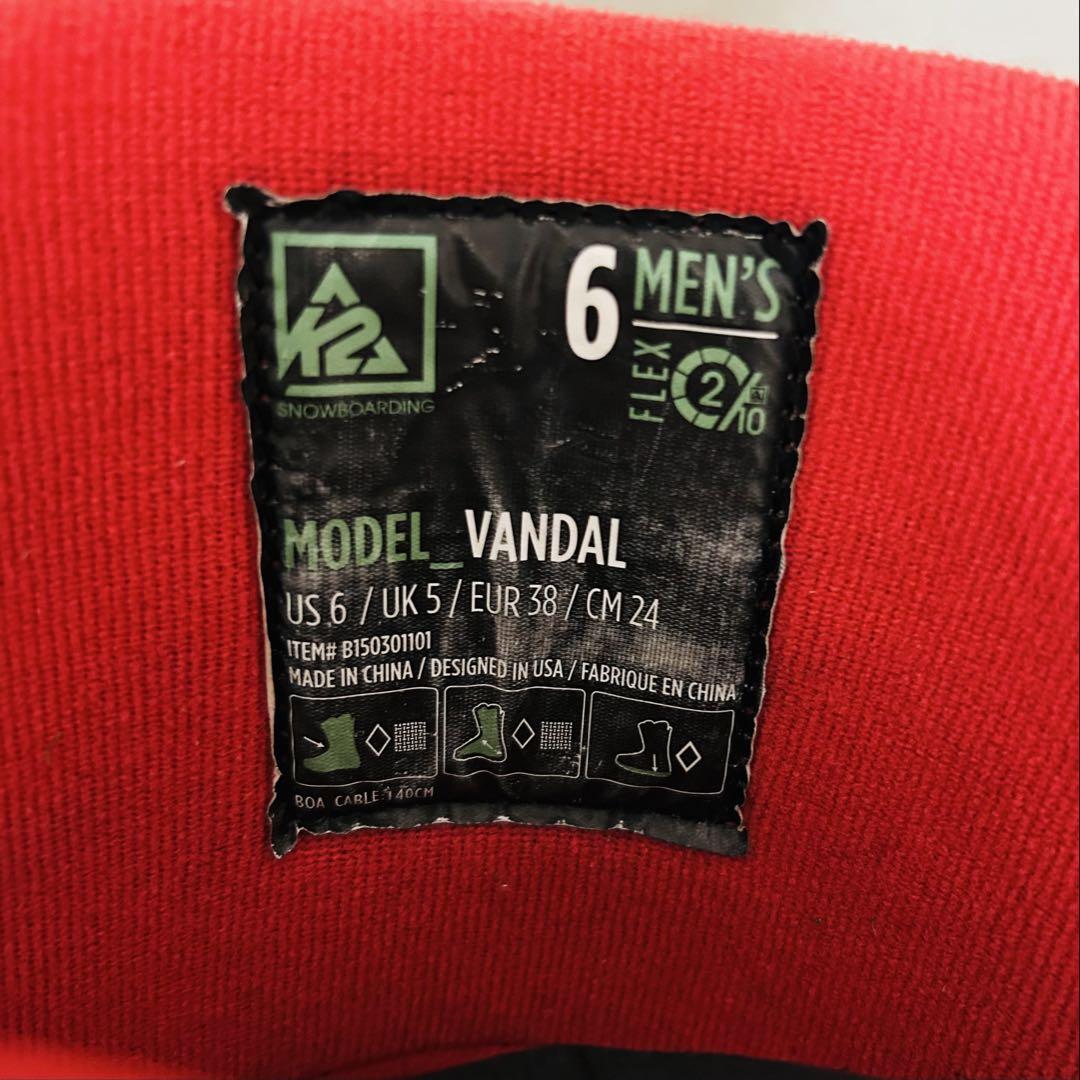 K2
SNOWBOARDING
6 MEN'S
FLEX 2/10
MODEL_VANDAL
US 6 / UK 5 / EUR 38 / CM 24
ITEM# B150301101
MADE IN CHINA / DESIGNED IN USA / FABRIQUE EN CHINA
BOA CABLE:140CM